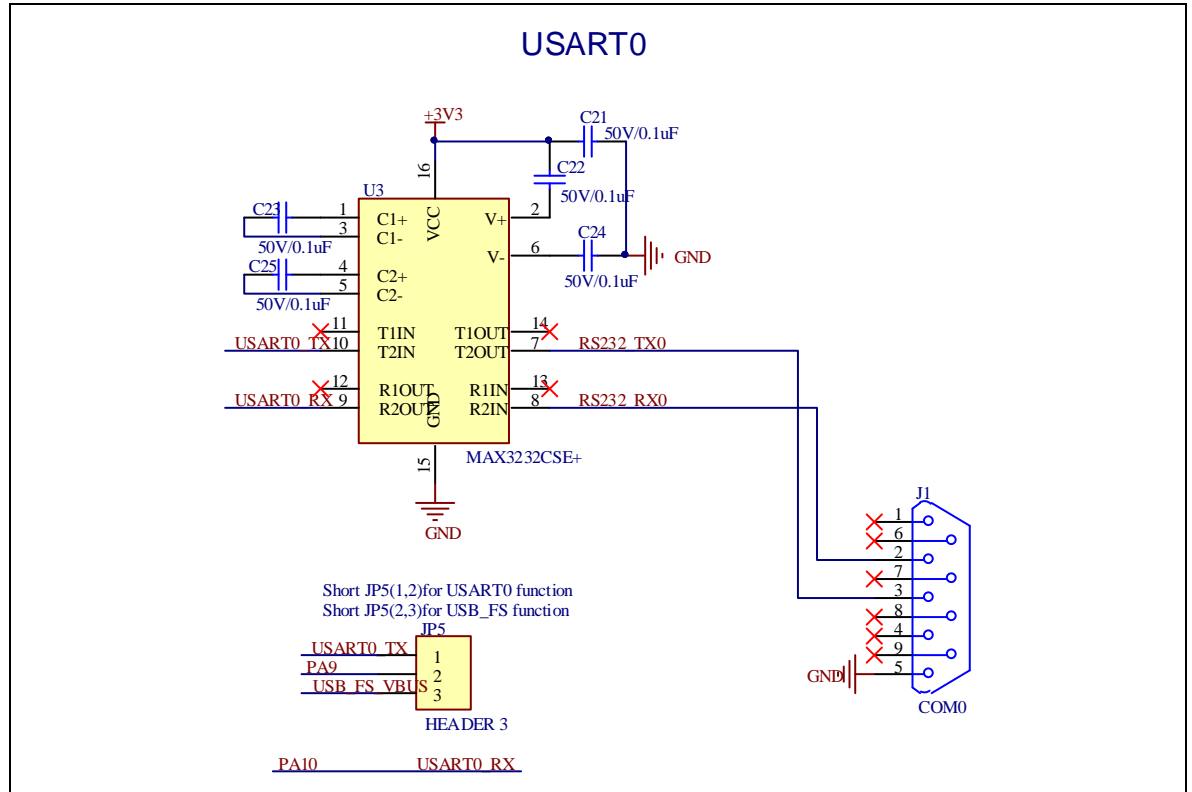 USART0
+3V3
C21
50V/0.1uF
C22
50V/0.1uF
16
U3
VCC
C23
50V/0.1uF
1
C1+
3
C1-
V+
2
C24
50V/0.1uF
V-
6
GND
C25
50V/0.1uF
4
C2+
5
C2-
11
T1IN
T1OUT
14
USART0_TX
10
T2IN
T2OUT
7
RS232_TX0
12
R1OUT
R1IN
13
USART0_RX
9
R2OUT
R2IN
8
RS232_RX0
GND
MAX3232CSE+
15
GND
J1
1
6
2
7
3
8
4
9
5
GND
COM0
Short JP5(1,2)for USART0 function
Short JP5(2,3)for USB_FS function
JP5
USART0_TX
1
PA9
2
USB_FS_VBUS
3
HEADER 3
PA10
USART0_RX